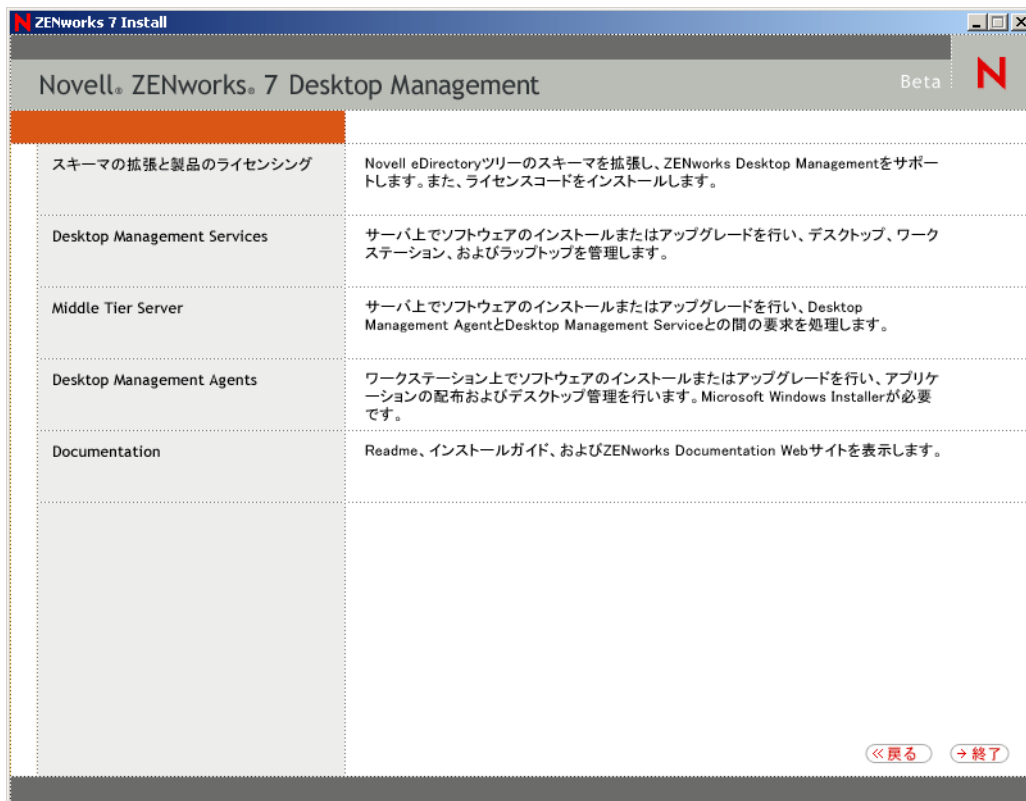 ZENworks 7 Install
Novell® ZENworks® 7 Desktop Management
Beta
N
スキーマの拡張と製品のライセンシング
Novell eDirectoryツリーのスキーマを拡張し、ZENworks Desktop Managementをサポー
トします。また、ライセンスコードをインストールします。
Desktop Management Services
サーバ上でソフトウェアのインストールまたはアップグレードを行い、デスクトップ、ワーク
ステーション、およびラップトップを管理します。
Middle Tier Server
サーバ上でソフトウェアのインストールまたはアップグレードを行い、Desktop
Management AgentとDesktop Management Serviceとの間の要求を処理します。
Desktop Management Agents
ワークステーション上でソフトウェアのインストールまたはアップグレードを行い、アプリケ
ーションの配布およびデスクトップ管理を行います。Microsoft Windows Installerが必要
です。
Documentation
Readme、インストールガイド、およびZENworks Documentation Webサイトを表示します。
戻る
終了